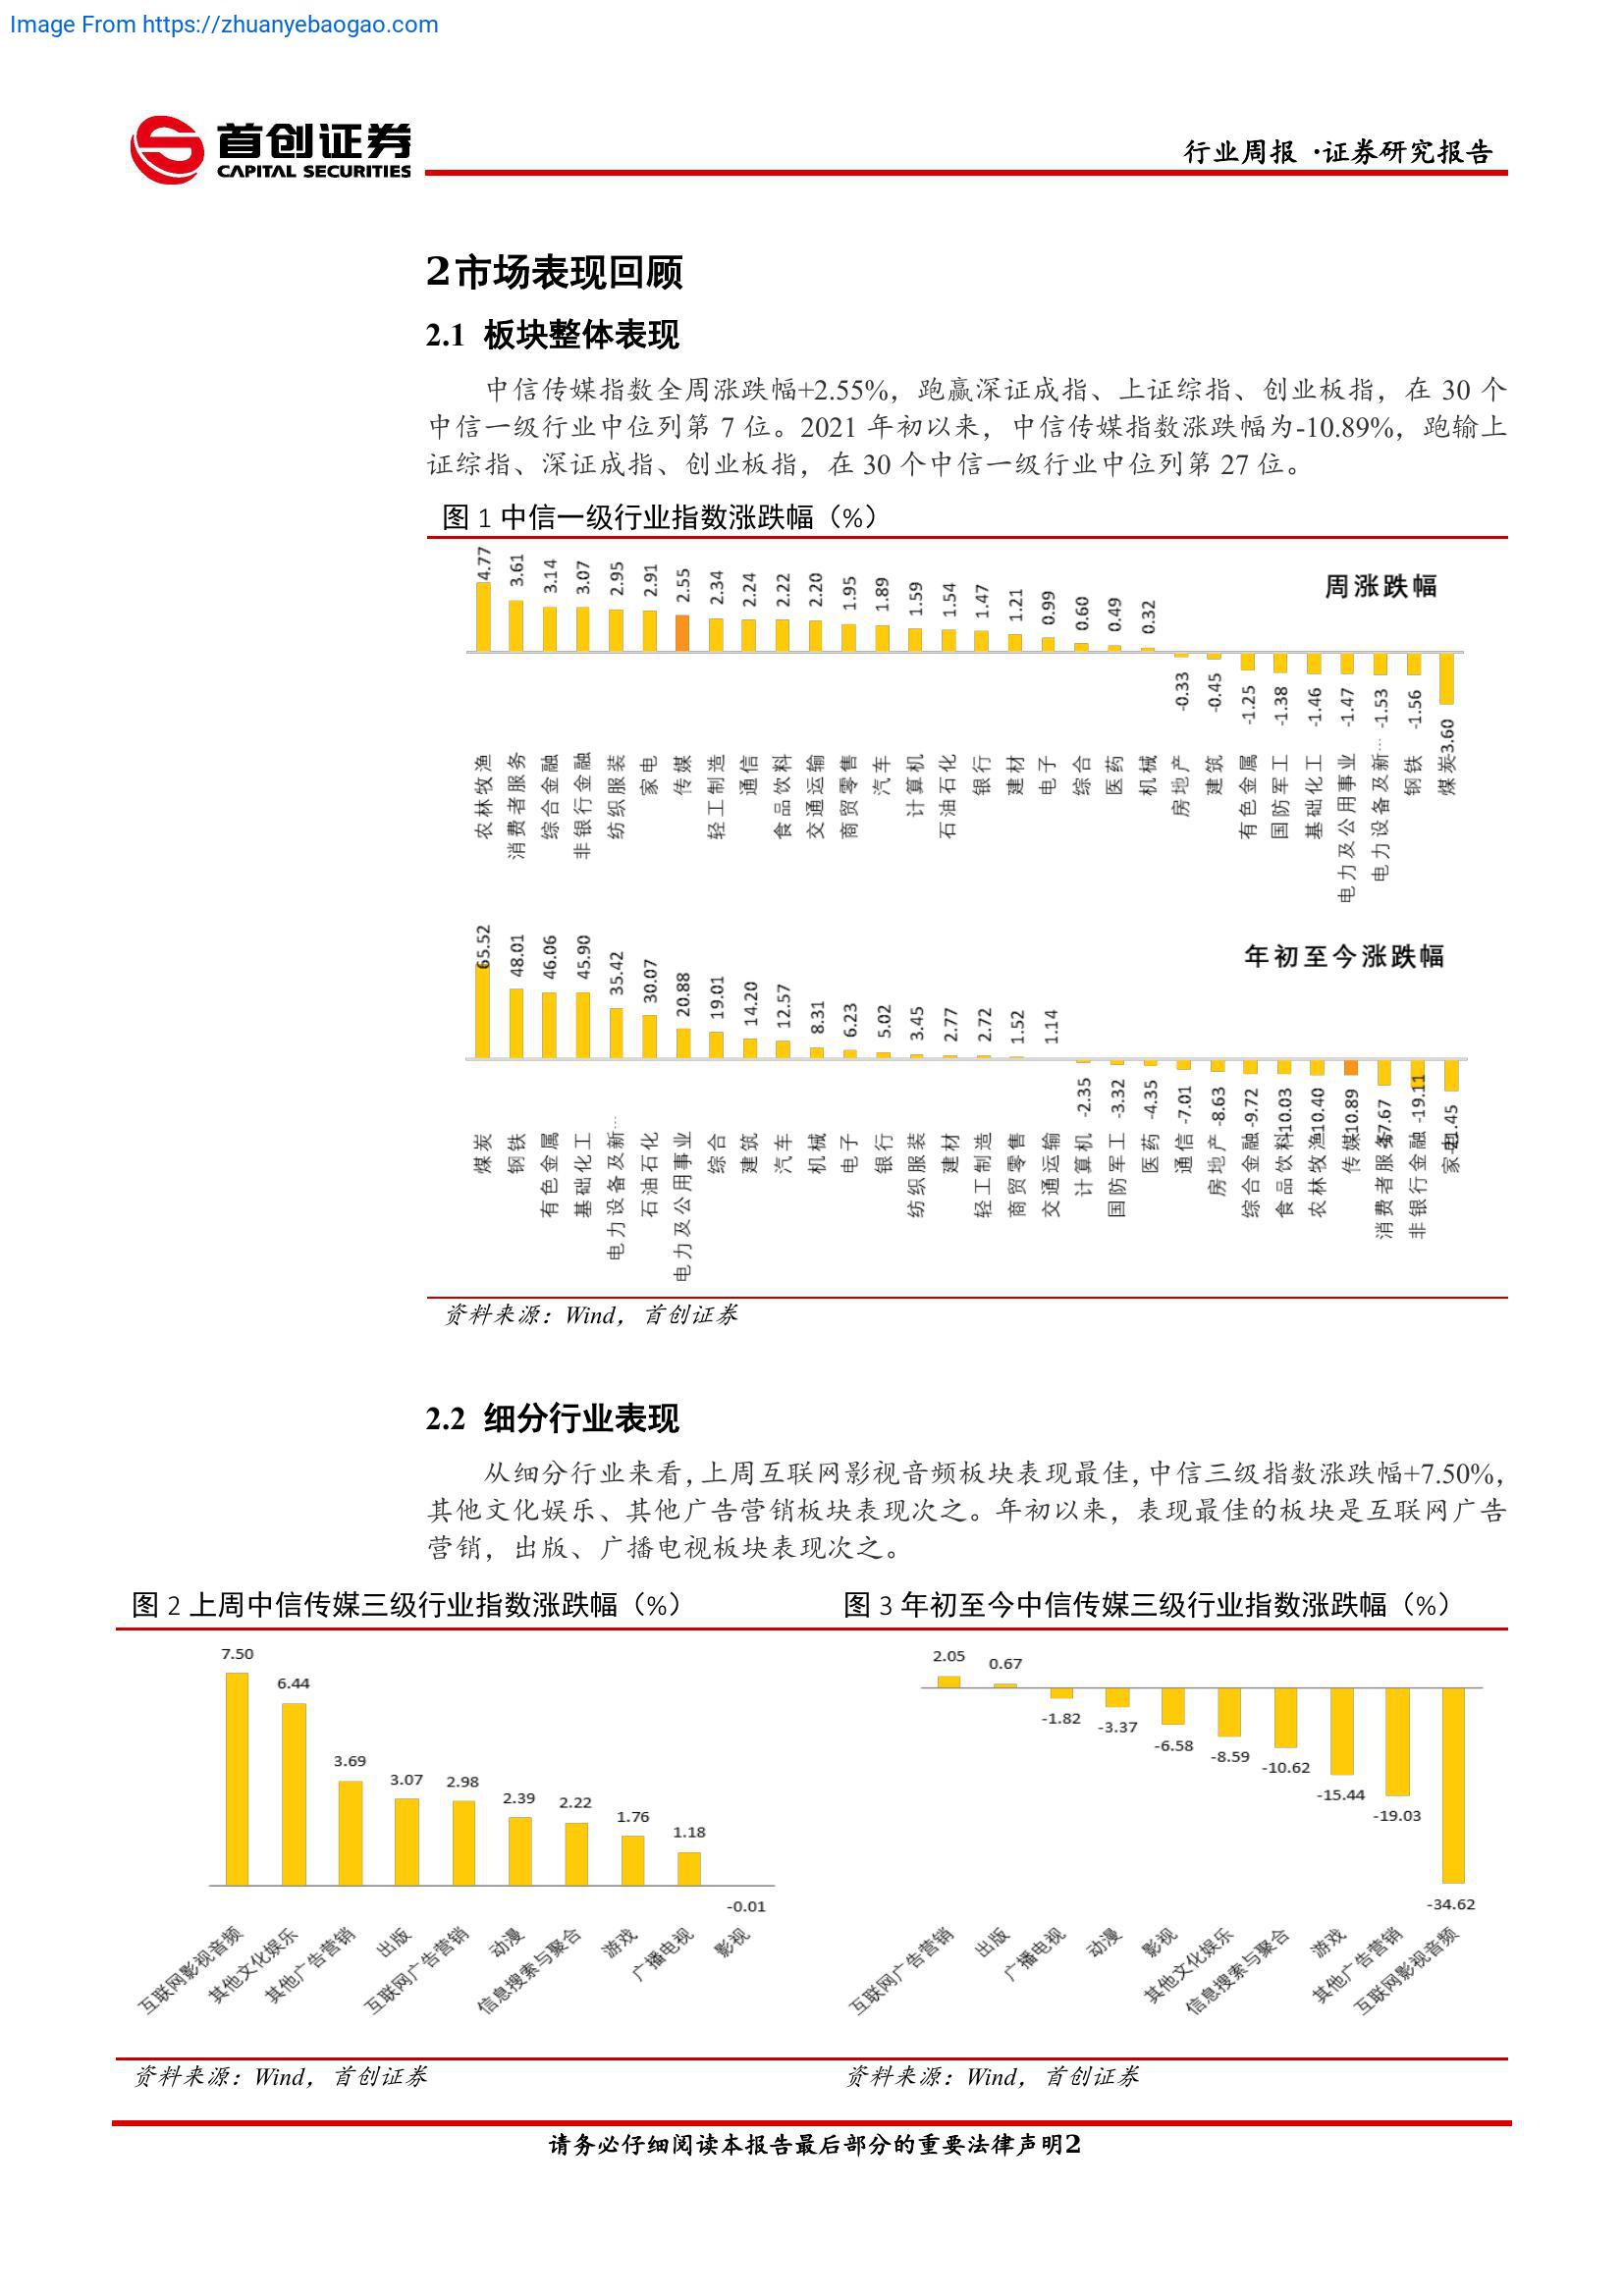 Image From https://zhuanyebaogao.com
首创证券
CAPITAL SECURITIES
行业周报 ·证券研究报告
2市场表现回顾
2.1 板块整体表现
中信传媒指数全周涨跌幅+2.55%，跑赢深证成指、上证综指、创业板指，在 30 个
中信一级行业中位列第 7 位。2021 年初以来，中信传媒指数涨跌幅为-10.89%，跑输上
证综指、深证成指、创业板指，在 30 个中信一级行业中位列第 27 位。
图 1 中信一级行业指数涨跌幅（%）
周涨跌幅
4.77 3.61 3.14 3.07 2.95 2.91 2.55 2.34 2.24 2.22 2.20 1.95 1.89 1.59 1.54 1.47 1.21 0.99 0.60 0.49 0.32 -0.33 -0.45 -1.25 -1.38 -1.46 -1.47 -1.53 -1.56 3.60
农林牧渔 消费者服务 综合金融 非银行金融 纺织服装 家电 传媒 轻工制造 通信 食品饮料 交通运输 商贸零售 汽车 计算机 石油石化 银行 建材 电子 综合 医药 机械 房地产 建筑 有色金属 国防军工 基础化工 电力及公用事业 电力设备及新… 钢铁 煤炭
年初至今涨跌幅
65.52 48.01 46.06 45.90 35.42 30.07 20.88 19.01 14.20 12.57 8.31 6.23 5.02 3.45 2.77 2.72 1.52 1.14 -2.35 -3.32 -4.35 -7.01 -8.63 -9.72 10.03 10.40 10.89 7.67 -19.11 .45
煤炭 钢铁 有色金属 基础化工 电力设备及新… 石油石化 电力及公用事业 综合 建筑 汽车 机械 电子 银行 纺织服装 建材 轻工制造 商贸零售 交通运输 计算机 国防军工 医药 通信 房地产 综合金融 食品饮料 农林牧渔 传媒 消费者服务 非银行金融 家电
资料来源：Wind，首创证券
2.2 细分行业表现
从细分行业来看，上周互联网影视音频板块表现最佳，中信三级指数涨跌幅+7.50%，
其他文化娱乐、其他广告营销板块表现次之。年初以来，表现最佳的板块是互联网广告
营销，出版、广播电视板块表现次之。
图 2 上周中信传媒三级行业指数涨跌幅（%）
7.50 6.44 3.69 3.07 2.98 2.39 2.22 1.76 1.18 -0.01
互联网影视音频 其他文化娱乐 其他广告营销 出版 互联网广告营销 动漫 信息搜索与聚合 游戏 广播电视 影视
资料来源：Wind，首创证券
图 3 年初至今中信传媒三级行业指数涨跌幅（%）
2.05 0.67 -1.82 -3.37 -6.58 -8.59 -10.62 -15.44 -19.03 -34.62
互联网广告营销 出版 广播电视 动漫 影视 其他文化娱乐 信息搜索与聚合 游戏 其他广告营销 互联网影视音频
资料来源：Wind，首创证券
请务必仔细阅读本报告最后部分的重要法律声明2